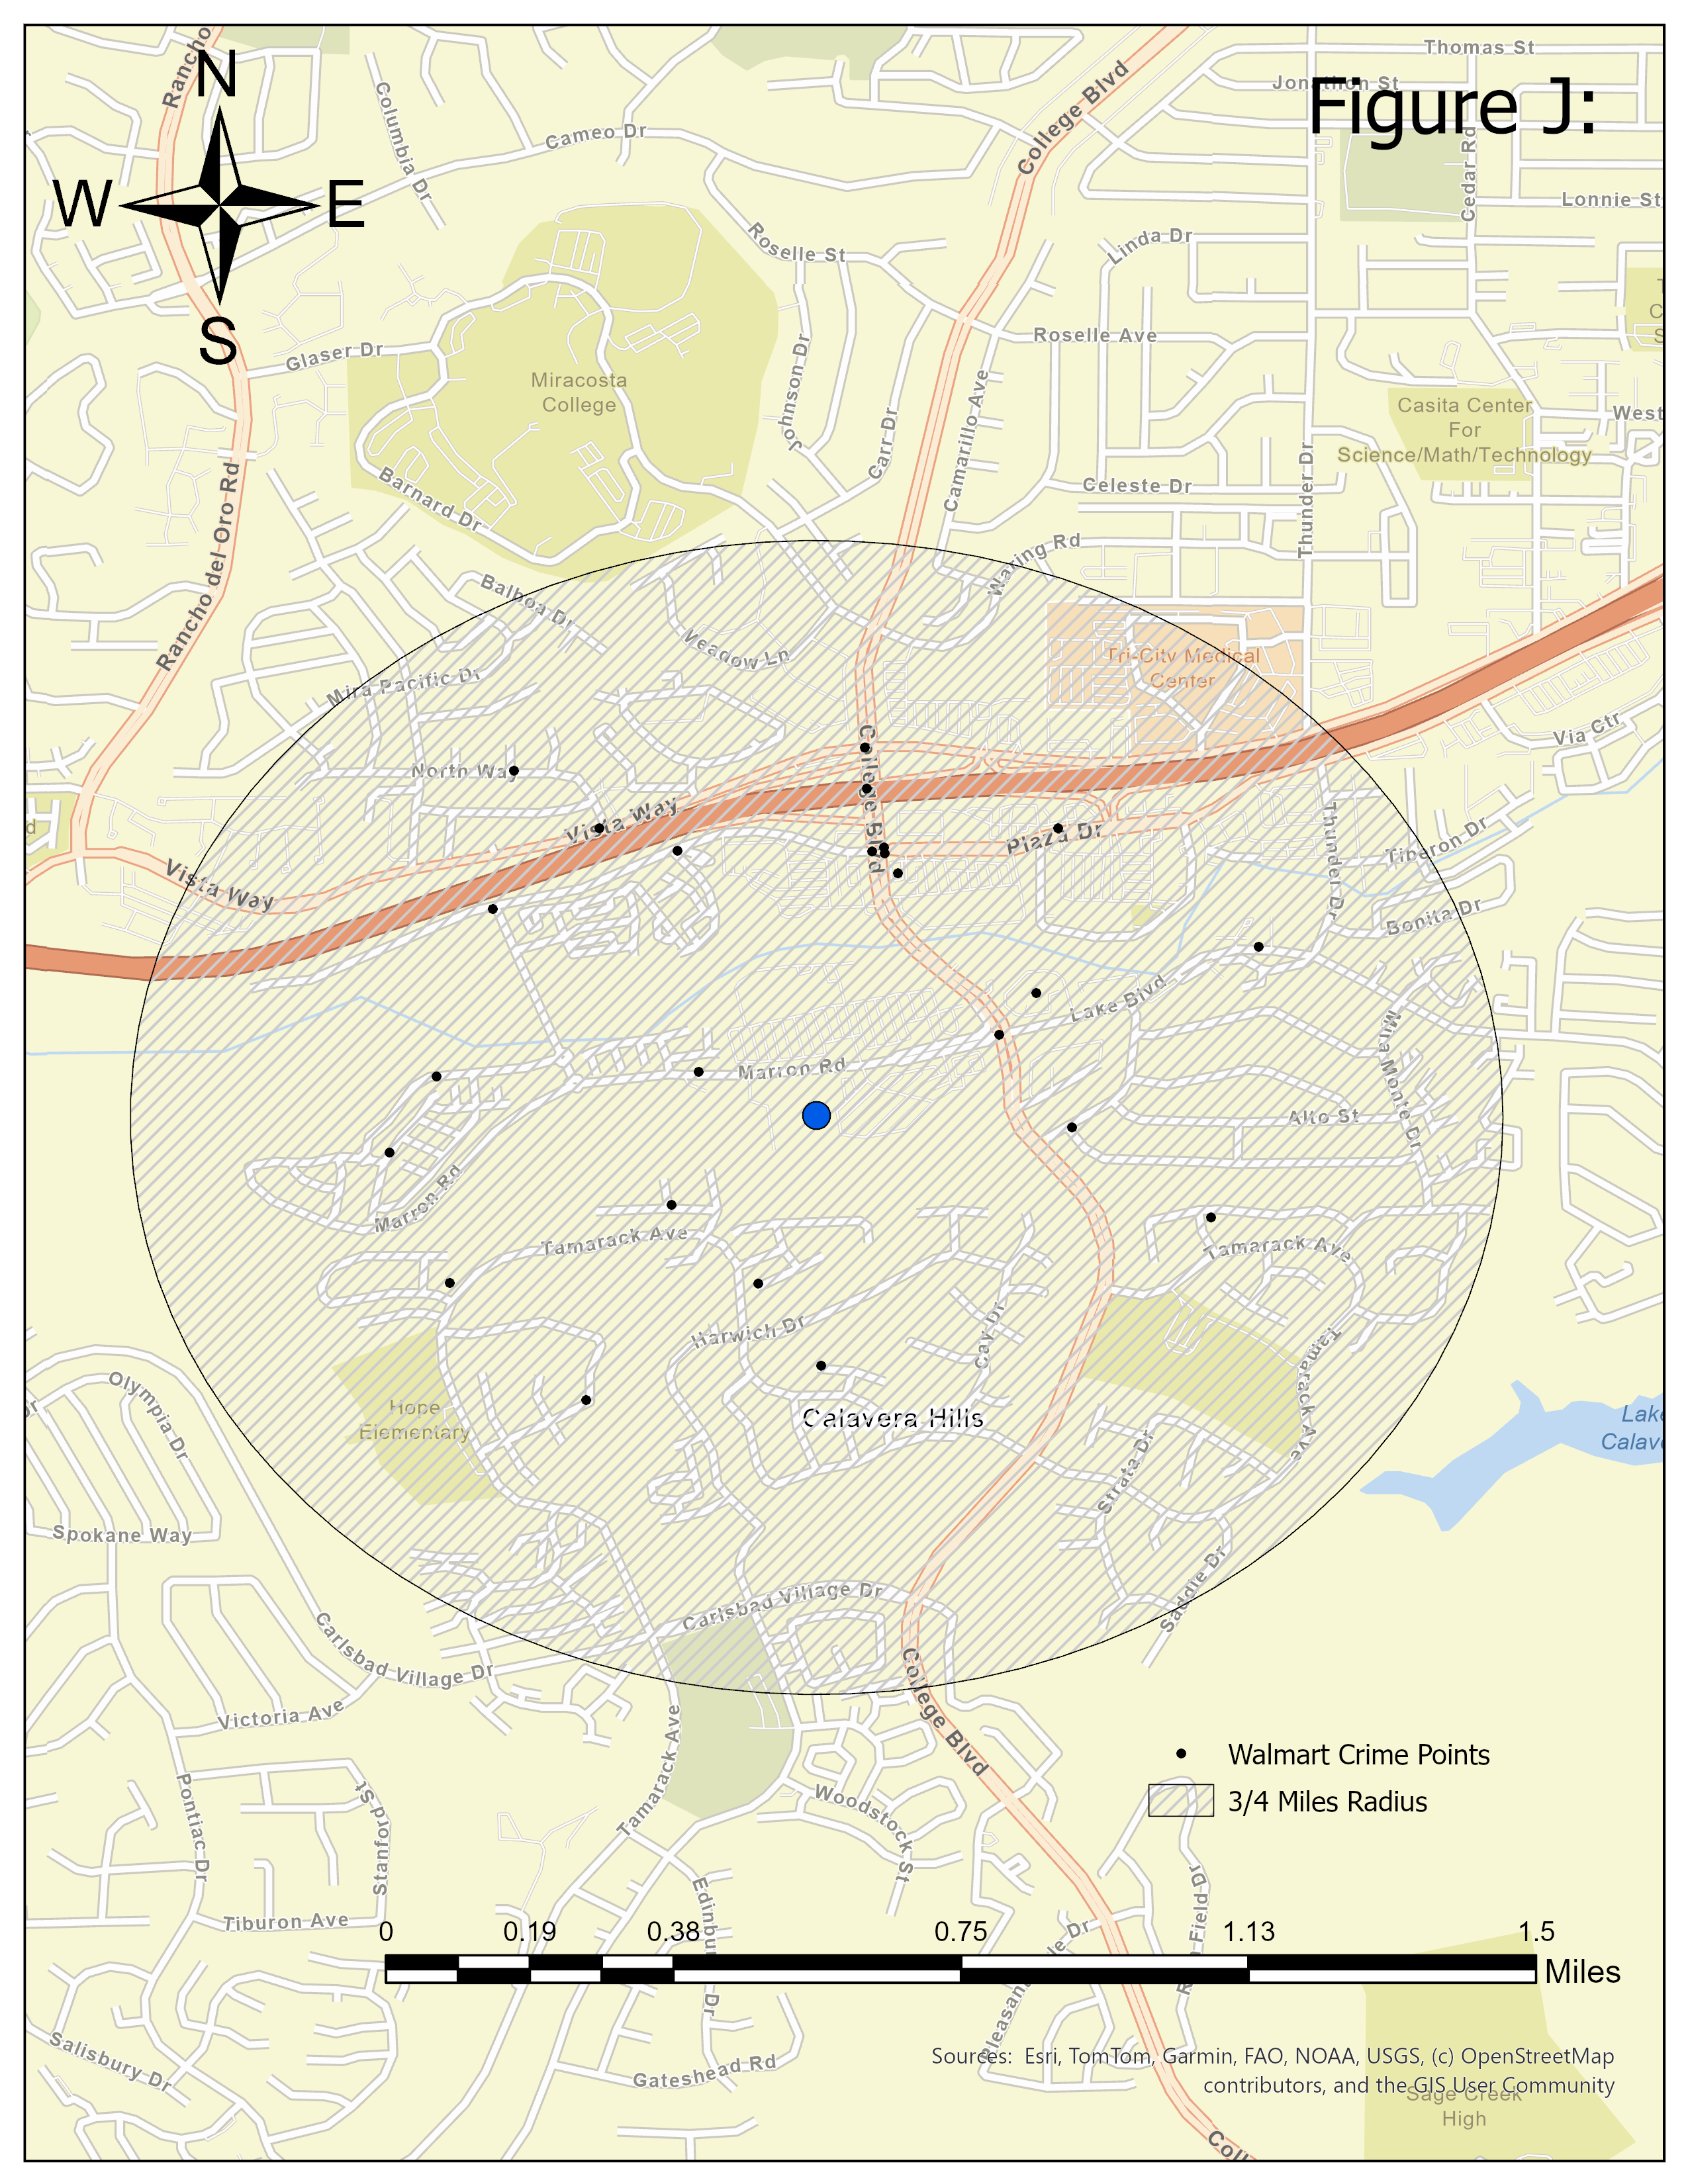 Thomas St
Rancho
N
Jonathon St
Figure J:
College Blvd
Columbia Dr
Cameo Dr
Cedar Rd
W
E
Lonnie St
Roselle St
Linda Dr
S
Roselle Ave
Glaser Dr
Miracosta
College
Johnson Dr
Camarillo Ave
Carr Dr
Casita Center
For
Science/Math/Technology
West
Rancho del Oro Rd
Barnard Dr
Celeste Dr
Thunder Dr
Waring Rd
Balboa Dr
Meadow Ln
Tri-City Medical
Center
Mira Pacific Dr
Via Ctr
College Blvd
North Way
Vista Way
Plaza Dr
Thunder Dr
Tiberon Dr
Vista Way
Bonita Dr
Lake Blvd
Mira Monte Dr
Marron Rd
Alto St
Marron Rd
Tamarack Ave
Tamarack Ave
Harwich Dr
Cay Dr
Tamarack Ave
Olympia Dr
Hope
Elementary
Calavera Hills
Lake
Calave
Strata Dr
Spokane Way
Saddle Dr
Carlsbad Village Dr
Carlsbad Village Dr
College Blvd
Victoria Ave
Tamarack Ave
Walmart Crime Points
3/4 Miles Radius
Pontiac Dr
Stanford St
Woodstock St
Tiburon Ave
Edinbur
Dr
Field Dr
Pleasan
le Dr
0 0.19 0.38 0.75 1.13 1.5
Miles
Salisbury Dr
Gateshead Rd
Sources: Esri, TomTom, Garmin, FAO, NOAA, USGS, (c) OpenStreetMap
contributors, and the GIS User Community
Sage Creek
High
Coll